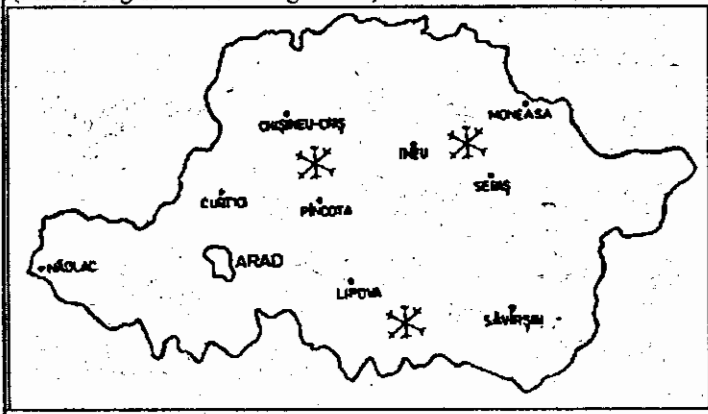 MONEASA
CHIȘINEU-CRIȘ
INEU
SEBIȘ
CURTICI
PÎNCOTA
NĂDLAC
ARAD
LIPOVA
SĂVÎRȘIN